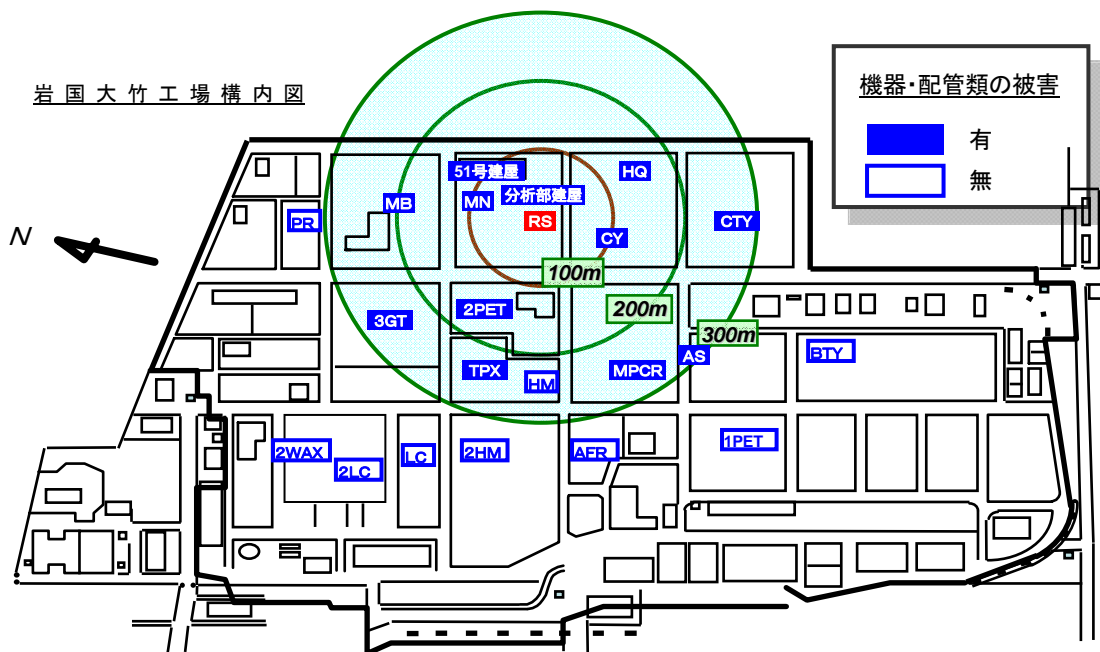 岩国大竹工場構内図
機器・配管類の被害
有
無
N
51号建屋
HQ
分析部建屋
MB
MN
PR
RS
CTY
CY
100m
200m
2PET
3GT
300m
AS
BTY
TPX
MPCR
HM
1PET
2WAX
2LC
LC
2HM
AFR